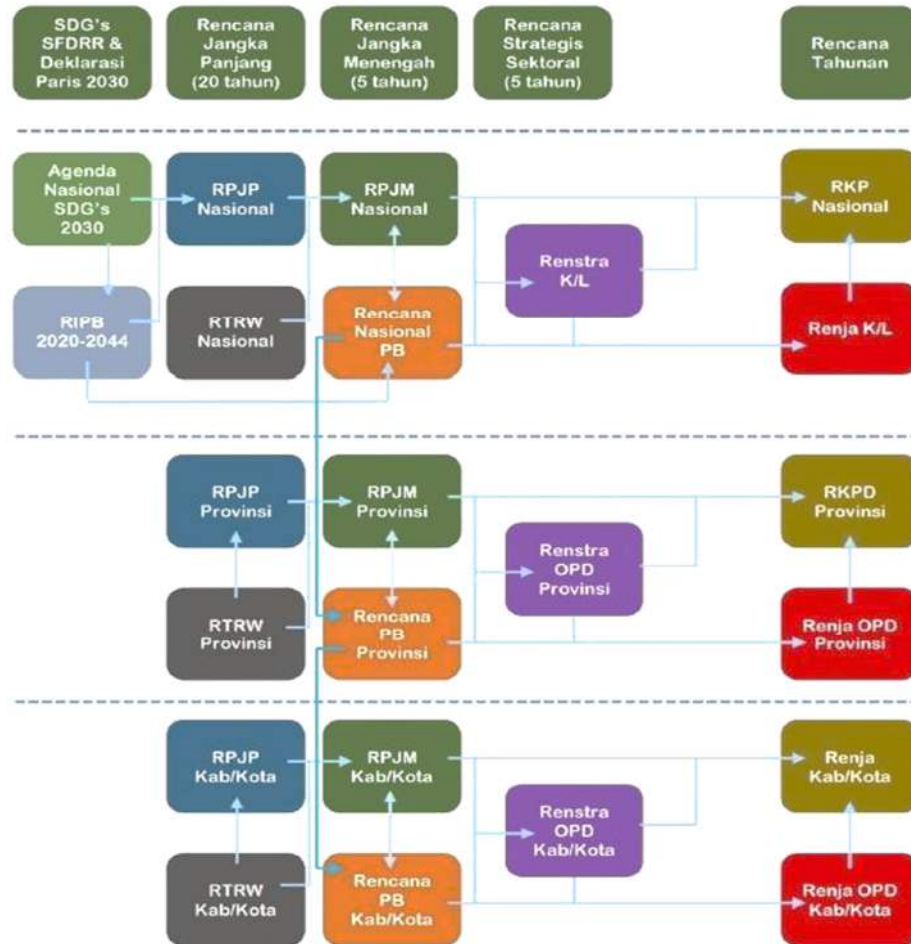 SDG's
SFDRR &
Deklarasi
Paris 2030
Rencana
Jangka
Panjang
(20 tahun)
Rencana
Jangka
Menengah
(5 tahun)
Rencana
Strategis
Sektoral
(5 tahun)
Rencana
Tahunan
Agenda
Nasional
SDG's
2030
RPJP
Nasional
RPJM
Nasional
RKP
Nasional
Renstra
K/L
RIPB
2020-2044
RTRW
Nasional
Rencana
Nasional
PB
Renja K/L
RPJP
Provinsi
RPJM
Provinsi
RKPD
Provinsi
Renstra
OPD
Provinsi
RTRW
Provinsi
Rencana
PB
Provinsi
Renja OPD
Provinsi
RPJP
Kab/Kota
RPJM
Kab/Kota
Renja
Kab/Kota
Renstra
OPD
Kab/Kota
RTRW
Kab/Kota
Rencana
PB
Kab/Kota
Renja OPD
Kab/Kota